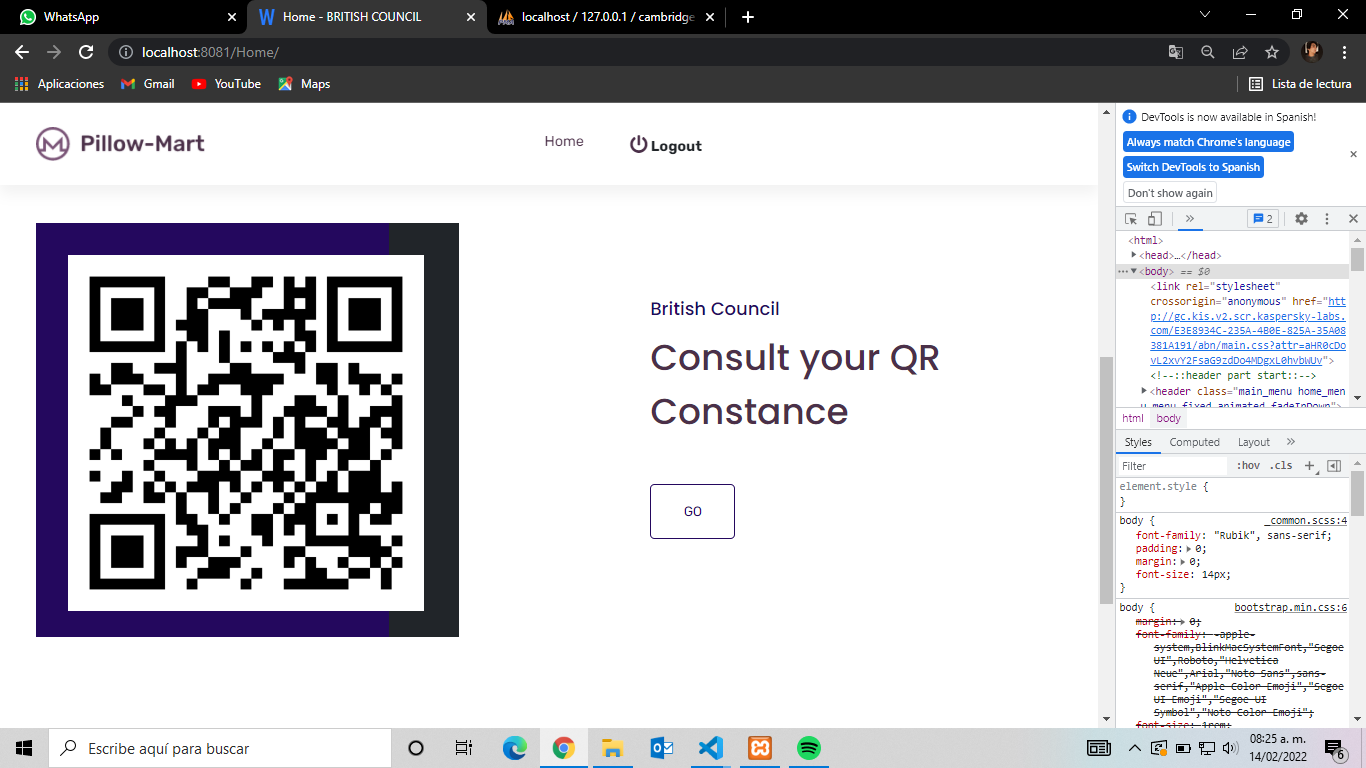 WhatsApp
Home - BRITISH COUNCIL
localhost / 127.0.0.1 / cambridge
localhost:8081/Home/
Aplicaciones
Gmail
YouTube
Maps
Lista de lectura
Pillow-Mart
Home
Logout
British Council
Consult your QR
Constance
GO
DevTools is now available in Spanish!
Always match Chrome's language
Switch DevTools to Spanish
Don't show again
2
<html>
<head>…</head>
<body> == $0
<link rel="stylesheet"
crossorigin="anonymous" href="htt
p://gc.kis.v2.scr.kaspersky-labs.
com/E3E8934C-235A-4B0E-825A-35A08
381A191/abn/main.css?attr=aHR0cDo
vL2xvY2FsaG9zdDo4MDgxL0hvbWUv">
<!--::header part start::-->
<header class="main_menu home_men
u menu_fixed animated fadeInDown">
html body
Styles Computed Layout
Filter :hov .cls
element.style {
}
body { _common.scss:4
font-family: "Rubik", sans-serif;
padding: 0;
margin: 0;
font-size: 14px;
}
body { bootstrap.min.css:6
margin: 0;
font-family: -apple-
system,BlinkMacSystemFont,"Segoe
UI",Roboto,"Helvetica
Neue",Arial,"Noto Sans",sans-
serif,"Apple Color Emoji","Segoe
UI Emoji","Segoe UI
Symbol","Noto Color Emoji";
font-size: 1rem;
Escribe aquí para buscar
08:25 a. m.
14/02/2022
6